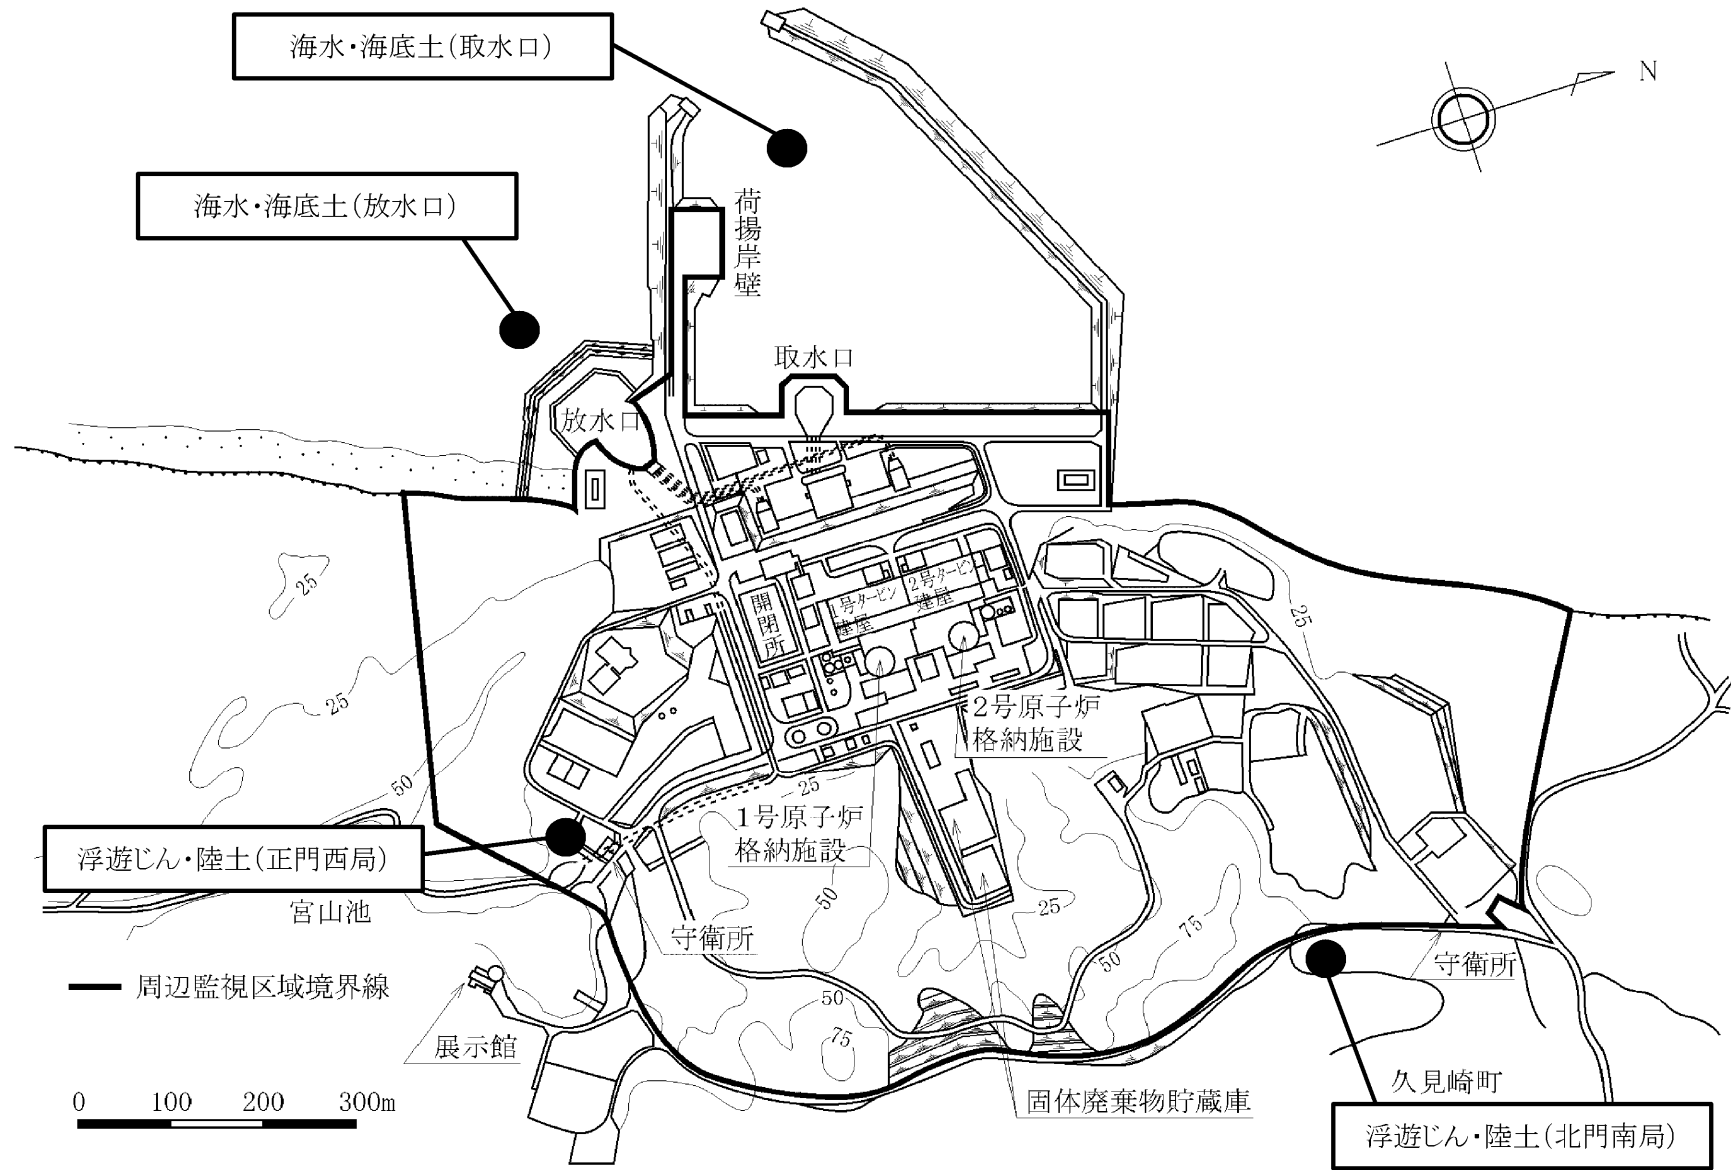 海水・海底土(取水口)
N
海水・海底土(放水口)
荷揚岸壁
取水口
放水口
25
2号タービン
建屋
1号タービン
建屋
開閉所
25
25
2号原子炉
格納施設
50
25
1号原子炉
格納施設
浮遊じん・陸土(正門西局)
50
25
75
宮山池
守衛所
50
守衛所
周辺監視区域境界線
50
75
展示館
久見崎町
固体廃棄物貯蔵庫
0 100 200 300m
浮遊じん・陸土(北門南局)